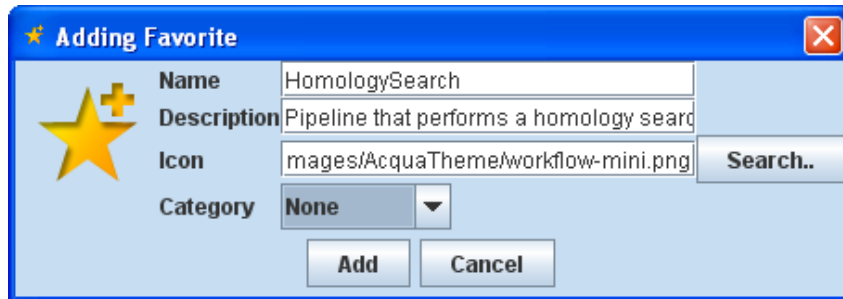 Adding Favorite
Name HomologySearch
Description Pipeline that performs a homology searc
Icon mages/AcquaTheme/workflow-mini.png Search..
Category None
Add Cancel